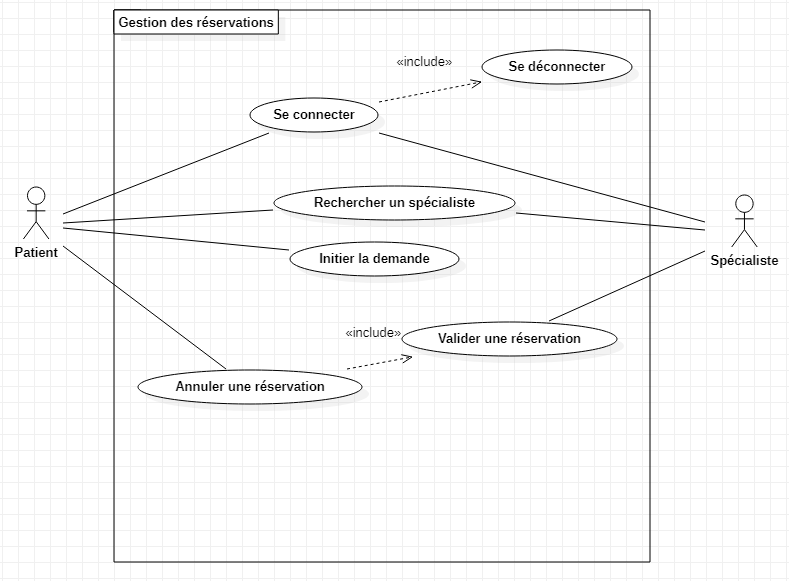 Gestion des réservations
«include»
Se déconnecter
Se connecter
Rechercher un spécialiste
Patient
Initier la demande
Spécialiste
«include»
Valider une réservation
Annuler une réservation